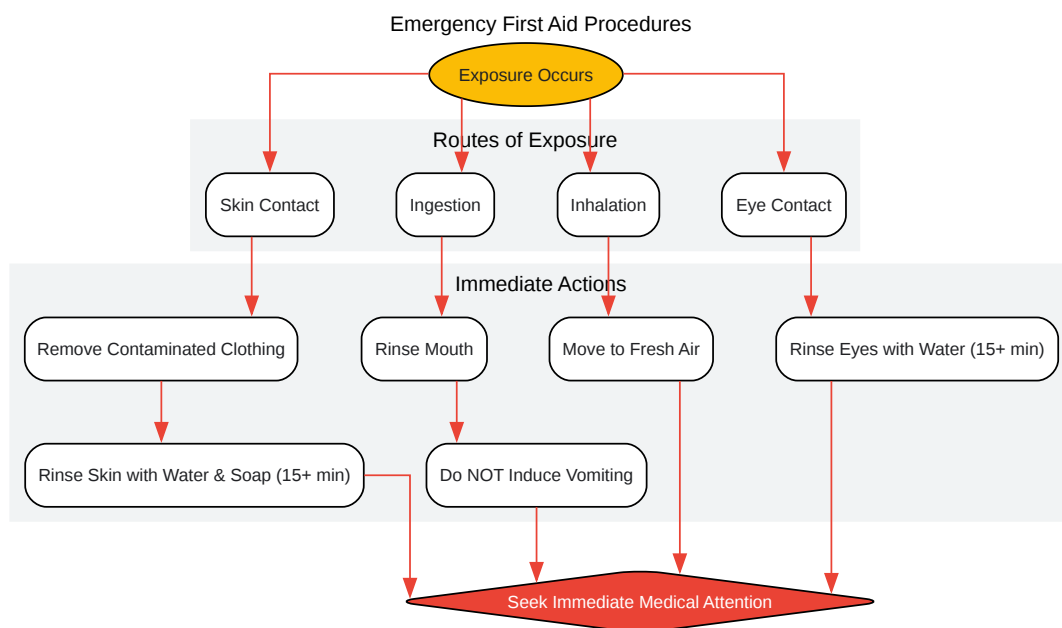 Emergency First Aid Procedures
Exposure Occurs
Routes of Exposure
Skin Contact
Ingestion
Inhalation
Eye Contact
Immediate Actions
Remove Contaminated Clothing
Rinse Mouth
Move to Fresh Air
Rinse Eyes with Water (15+ min)
Rinse Skin with Water & Soap (15+ min)
Do NOT Induce Vomiting
Seek Immediate Medical Attention